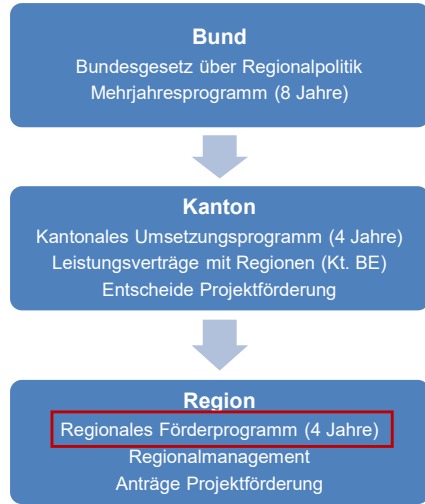 Bund
Bundesgesetz über Regionalpolitik
Mehrjahresprogramm (8 Jahre)
Kanton
Kantonales Umsetzungsprogramm (4 Jahre)
Leistungsverträge mit Regionen (Kt. BE)
Entscheide Projektförderung
Region
Regionales Förderprogramm (4 Jahre)
Regionalmanagement
Anträge Projektförderung